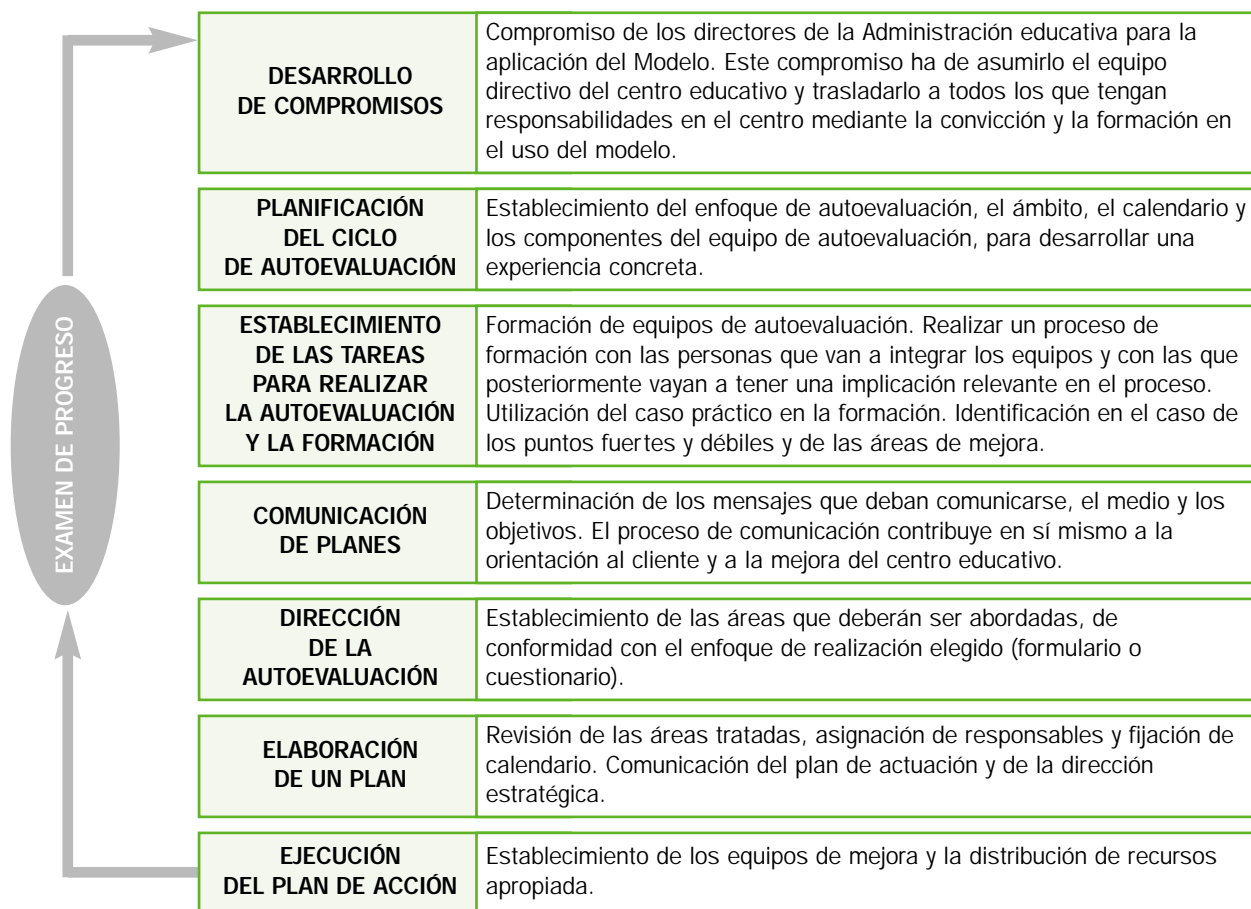 DESARROLLO
DE COMPROMISOS
Compromiso de los directores de la Administración educativa para la
aplicación del Modelo. Este compromiso ha de asumirlo el equipo
directivo del centro educativo y trasladarlo a todos los que tengan
responsabilidades en el centro mediante la convicción y la formación en
el uso del modelo.
PLANIFICACIÓN
DEL CICLO
DE AUTOEVALUACIÓN
Establecimiento del enfoque de autoevaluación, el ámbito, el calendario y
los componentes del equipo de autoevaluación, para desarrollar una
experiencia concreta.
EXAMEN DE PROGRESO
ESTABLECIMIENTO
DE LAS TAREAS
PARA REALIZAR
LA AUTOEVALUACIÓN
Y LA FORMACIÓN
Formación de equipos de autoevaluación. Realizar un proceso de
formación con las personas que van a integrar los equipos y con las que
posteriormente vayan a tener una implicación relevante en el proceso.
Utilización del caso práctico en la formación. Identificación en el caso de
los puntos fuertes y débiles y de las áreas de mejora.
COMUNICACIÓN
DE PLANES
Determinación de los mensajes que deban comunicarse, el medio y los
objetivos. El proceso de comunicación contribuye en sí mismo a la
orientación al cliente y a la mejora del centro educativo.
DIRECCIÓN
DE LA
AUTOEVALUACIÓN
Establecimiento de las áreas que deberán ser abordadas, de
conformidad con el enfoque de realización elegido (formulario o
cuestionario).
ELABORACIÓN
DE UN PLAN
Revisión de las áreas tratadas, asignación de responsables y fijación de
calendario. Comunicación del plan de actuación y de la dirección
estratégica.
EJECUCIÓN
DEL PLAN DE ACCIÓN
Establecimiento de los equipos de mejora y la distribución de recursos
apropiada.